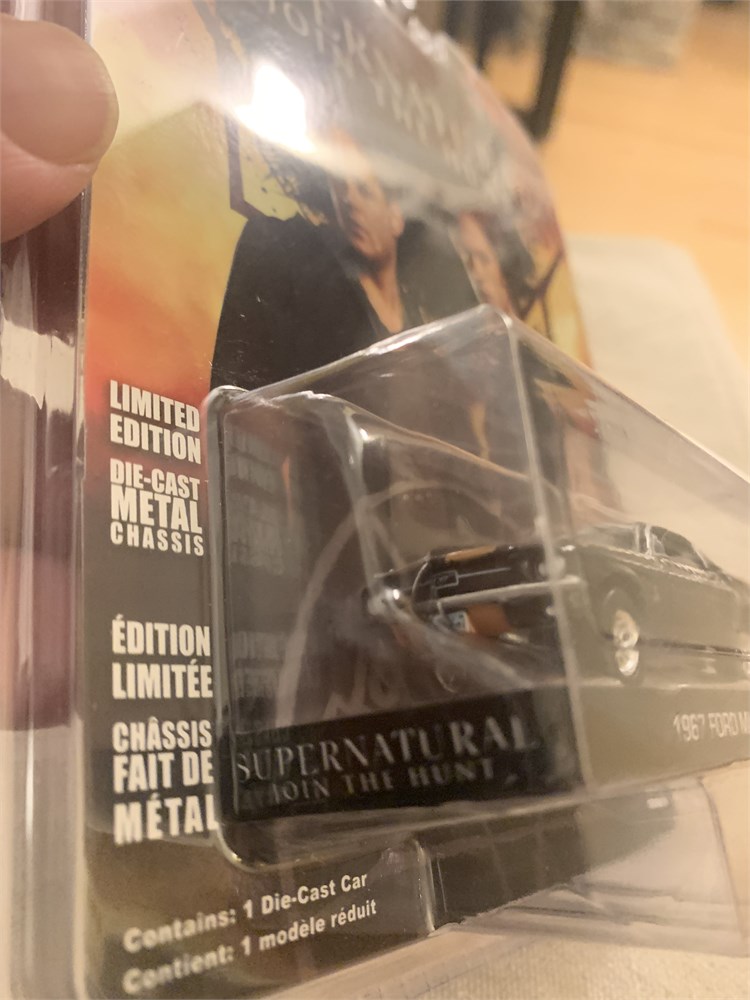 LIMITED
EDITION
DIE-CAST
METAL
CHASSIS
ÉDITION
LIMITÉE
CHÂSSIS
FAIT DE
MÉTAL
SUPERNATURAL
JOIN THE HUNT
1967 FORD M
Contains: 1 Die-Cast Car
Contient: 1 modèle réduit